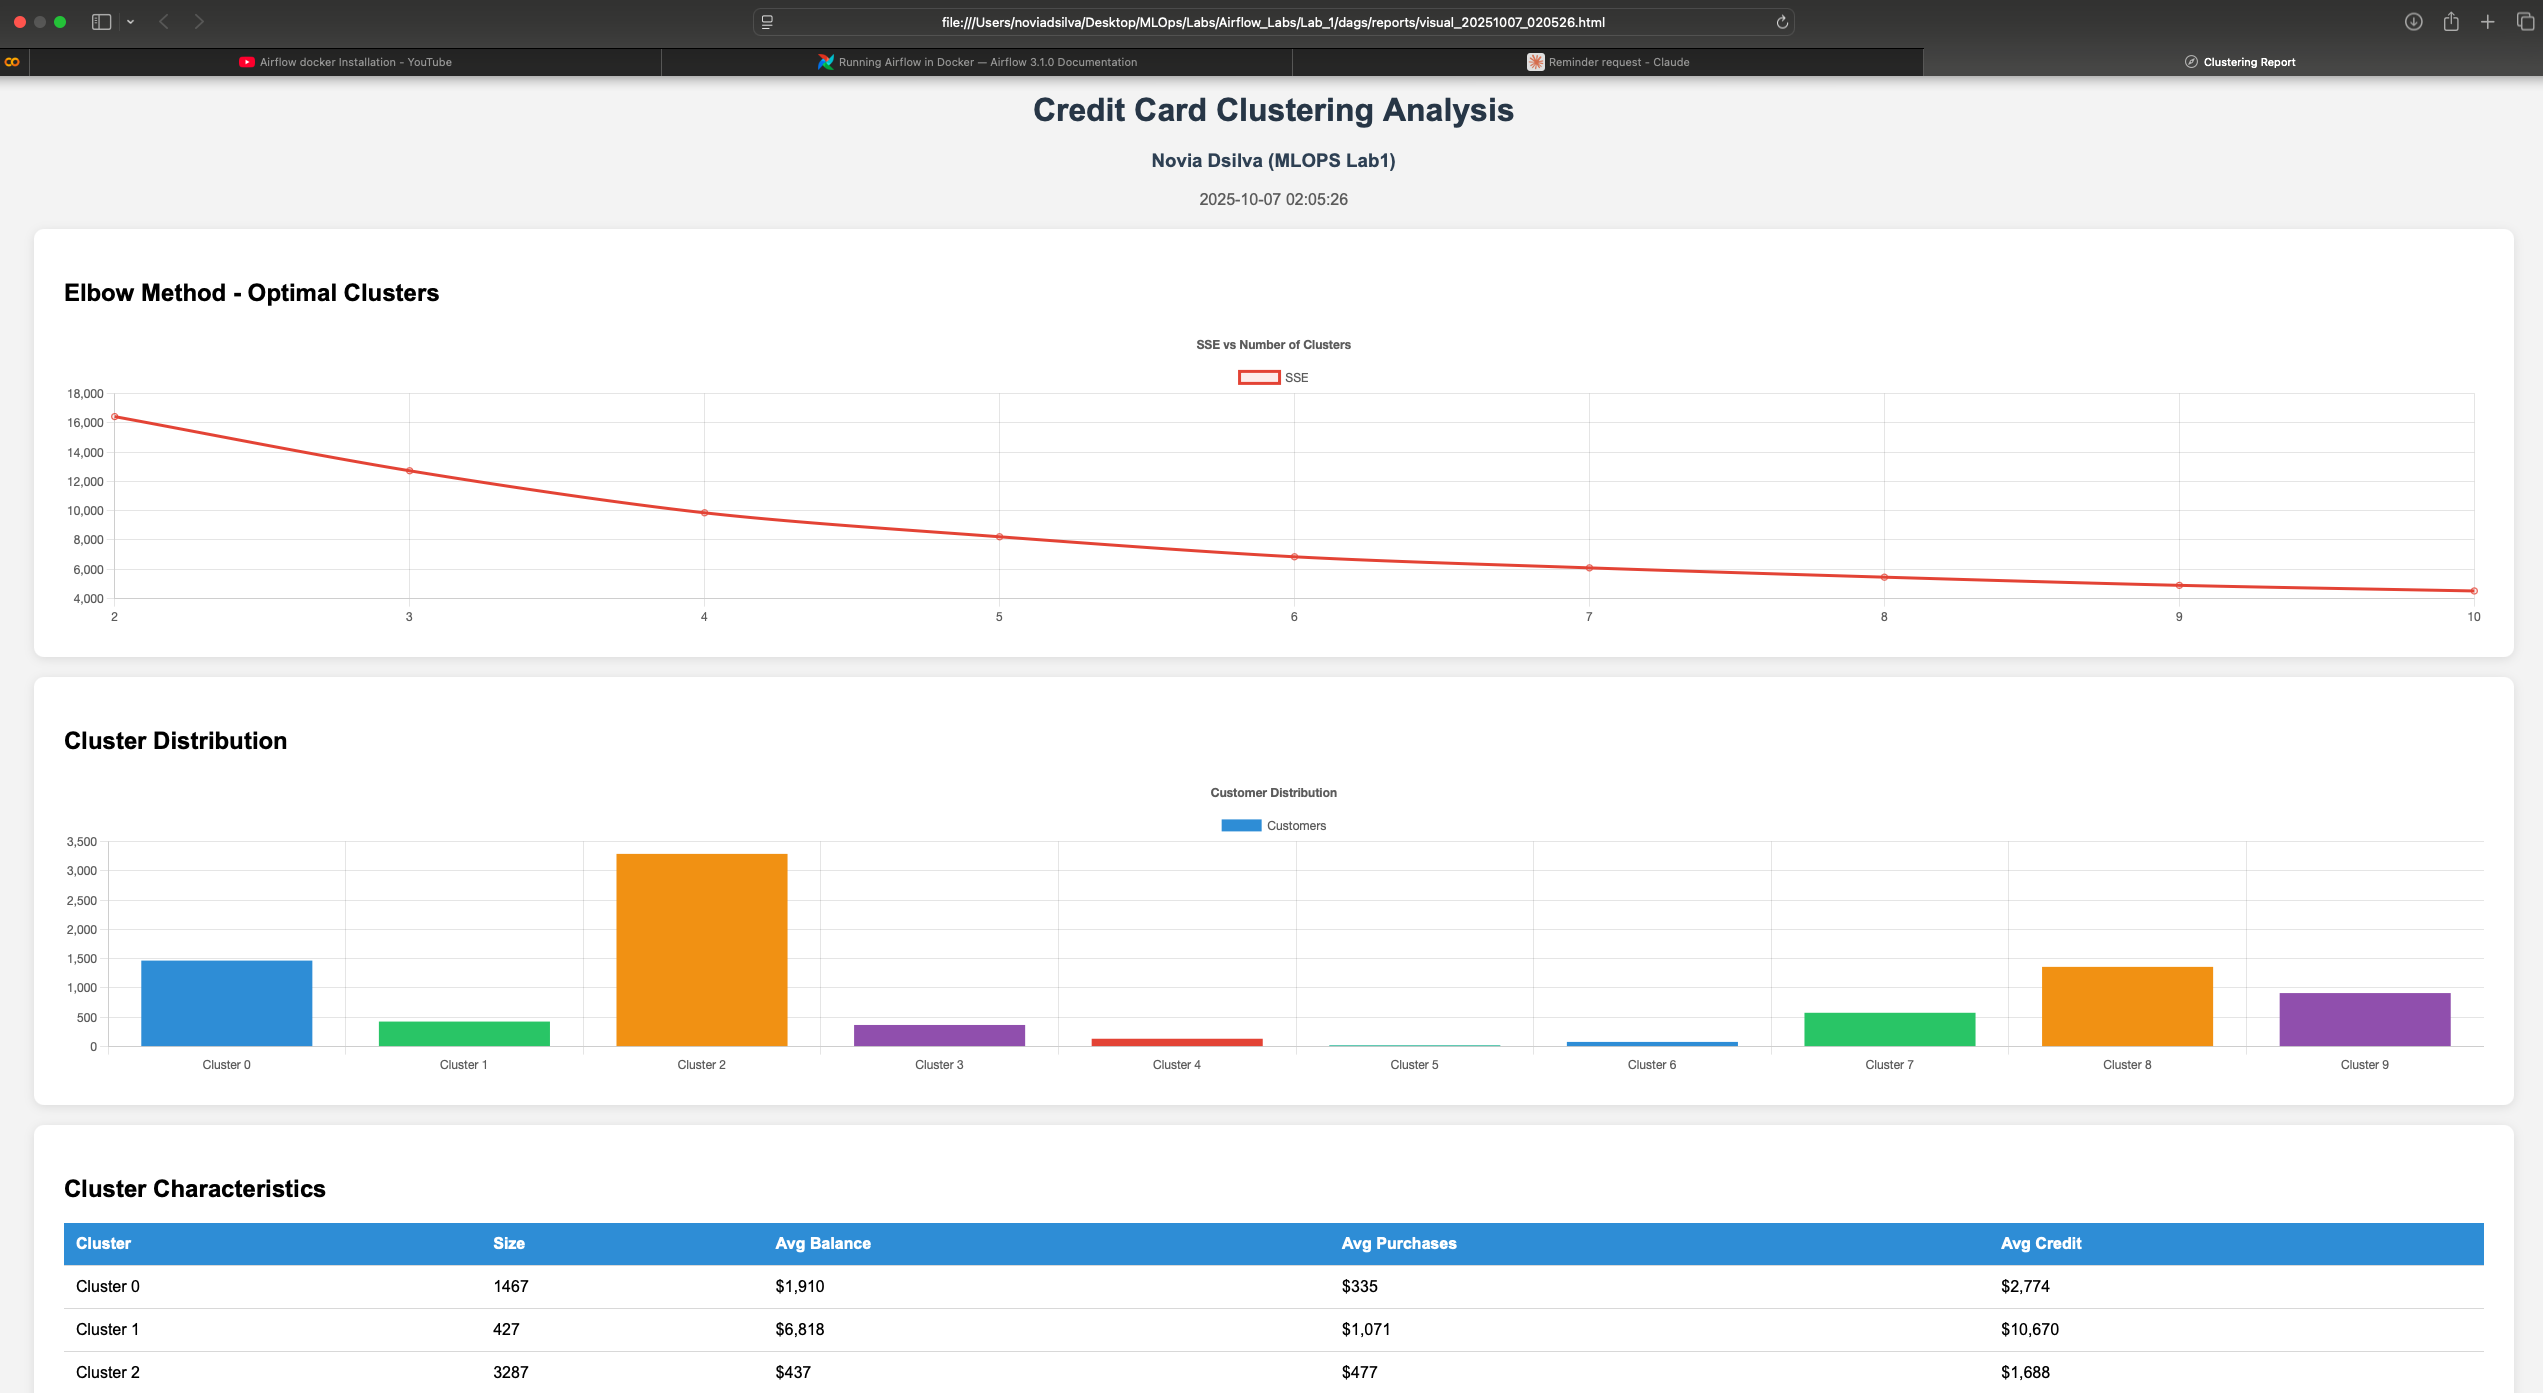 file:///Users/noviadsilva/Desktop/MLOps/Labs/Airflow_Labs/Lab_1/dags/reports/visual_20251007_020526.html
Airflow docker Installation - YouTube
Running Airflow in Docker — Airflow 3.1.0 Documentation
Reminder request - Claude
Clustering Report
Credit Card Clustering Analysis
Novia Dsilva (MLOPS Lab1)
2025-10-07 02:05:26
Elbow Method - Optimal Clusters
SSE vs Number of Clusters
SSE
18,000
16,000
14,000
12,000
10,000
8,000
6,000
4,000
2 3 4 5 6 7 8 9 10
Cluster Distribution
Customer Distribution
Customers
3,500
3,000
2,500
2,000
1,500
1,000
500
0
Cluster 0 Cluster 1 Cluster 2 Cluster 3 Cluster 4 Cluster 5 Cluster 6 Cluster 7 Cluster 8 Cluster 9
Cluster Characteristics
Cluster Size Avg Balance Avg Purchases Avg Credit
Cluster 0 1467 $1,910 $335 $2,774
Cluster 1 427 $6,818 $1,071 $10,670
Cluster 2 3287 $437 $477 $1,688